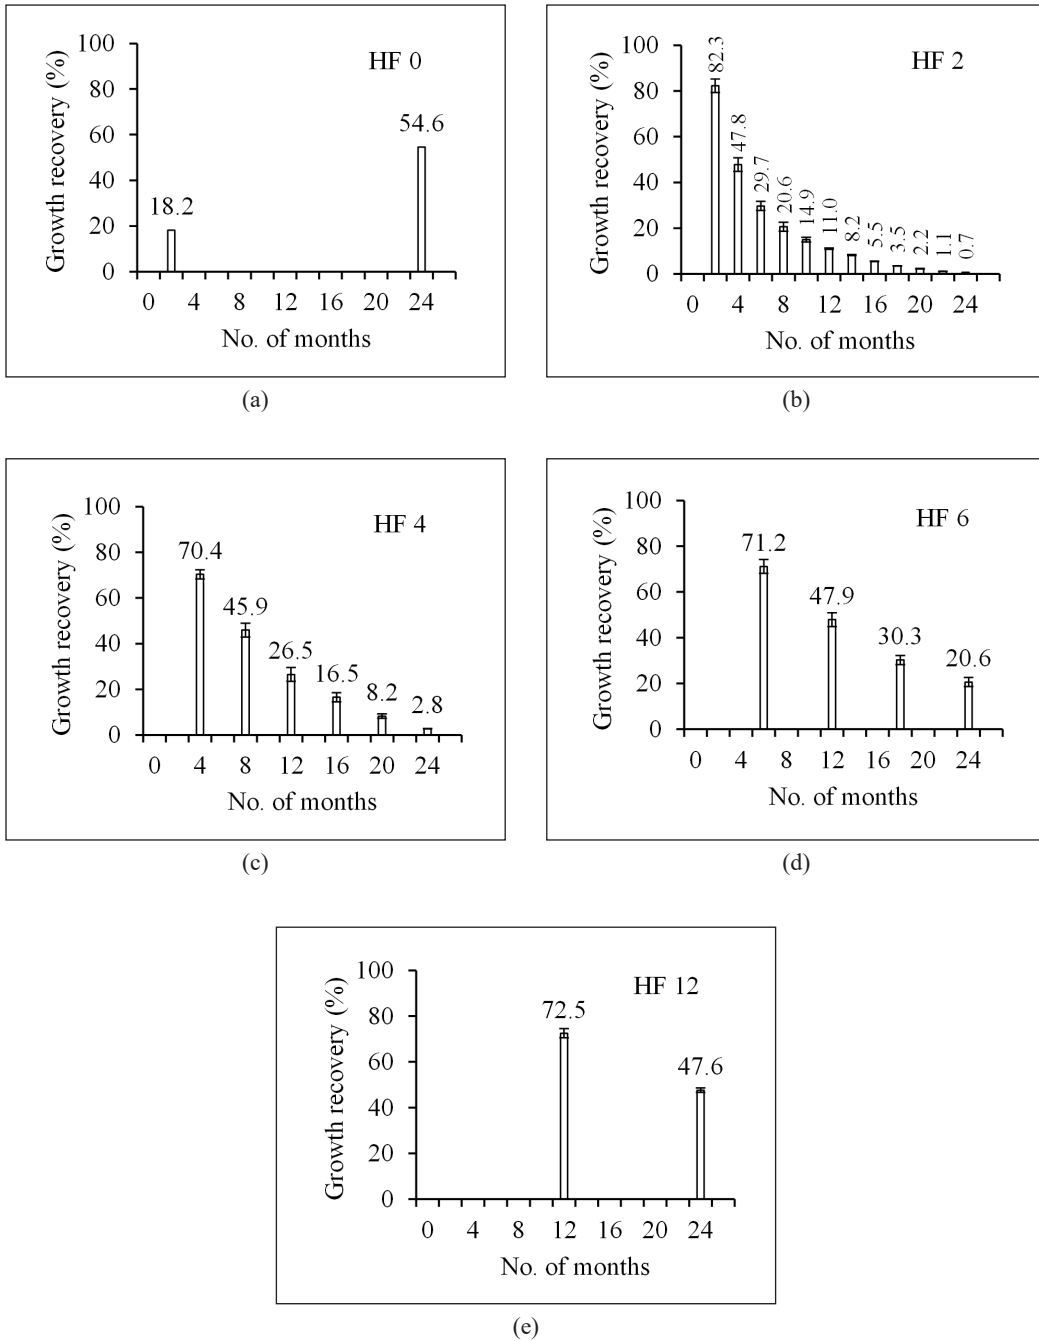 100
80
60
40
20
0
Growth recovery (%)
HF 0
18.2
54.6
0 4 8 12 16 20 24
No. of months
(a)
100
80
60
40
20
0
Growth recovery (%)
HF 2
82.3
47.8
29.7
20.6
14.9
11.0
8.2
5.5
3.5
2.2
1.1
0.7
0 4 8 12 16 20 24
No. of months
(b)
100
80
60
40
20
0
Growth recovery (%)
HF 4
70.4
45.9
26.5
16.5
8.2
2.8
0 4 8 12 16 20 24
No. of months
(c)
100
80
60
40
20
0
Growth recovery (%)
HF 6
71.2
47.9
30.3
20.6
0 4 8 12 16 20 24
No. of months
(d)
100
80
60
40
20
0
Growth recovery (%)
HF 12
72.5
47.6
0 4 8 12 16 20 24
No. of months
(e)